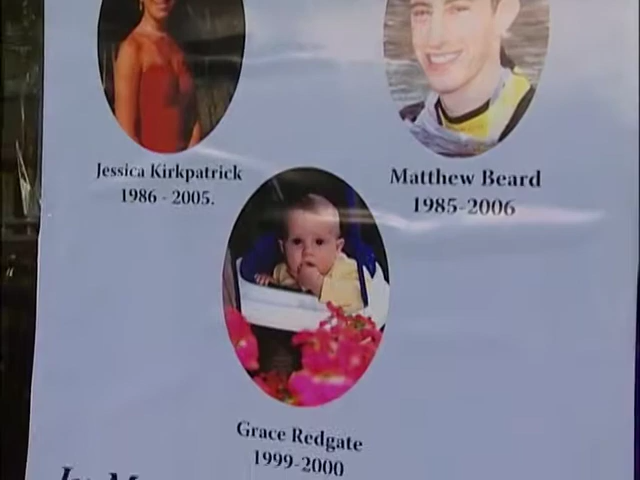 Jessica Kirkpatrick
1986 - 2005.
Matthew Beard
1985-2006
Grace Redgate
1999-2000